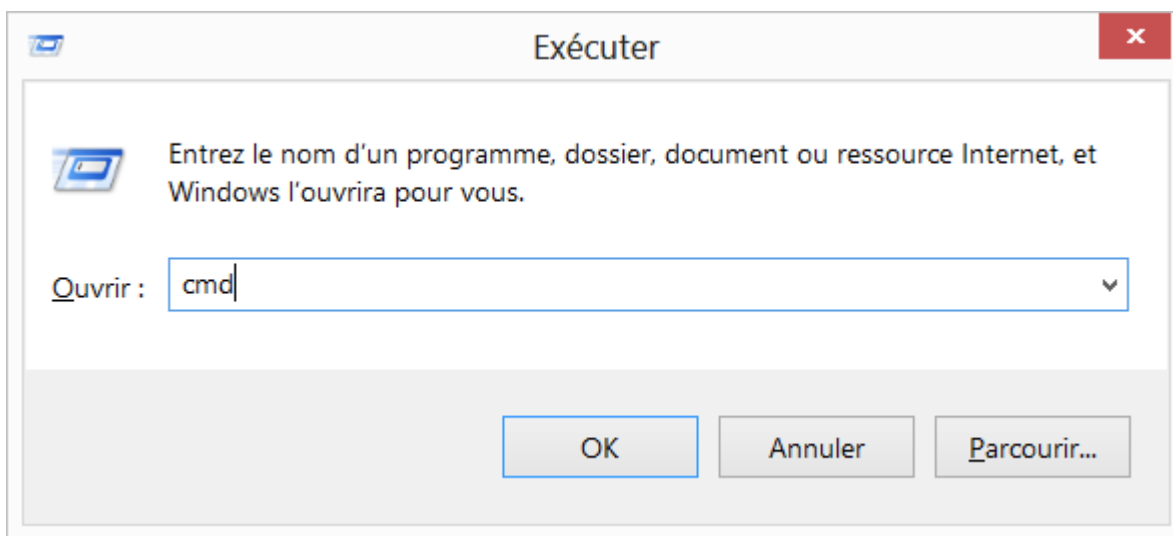 Exécuter
Entrez le nom d’un programme, dossier, document ou ressource Internet, et
Windows l’ouvrira pour vous.
Ouvrir : cmd
OK Annuler Parcourir...